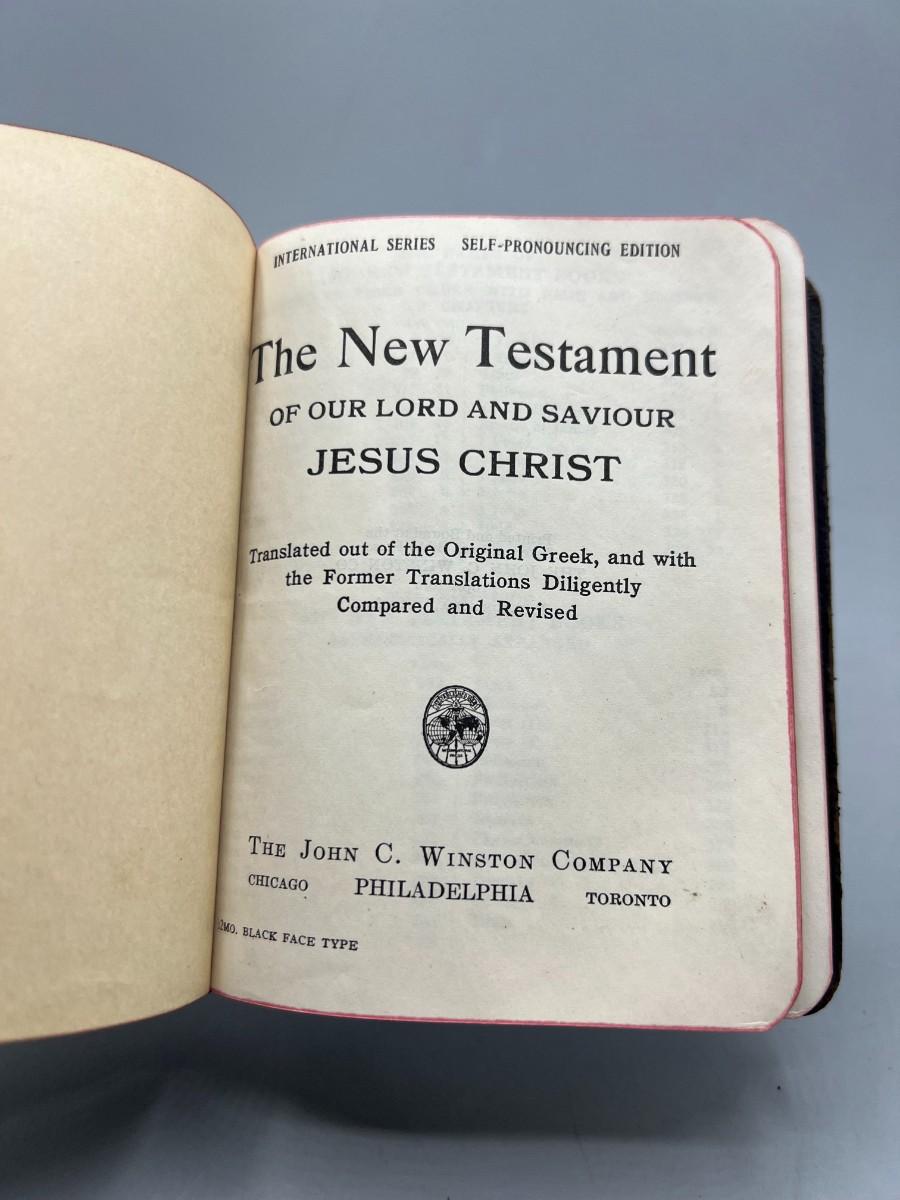 INTERNATIONAL SERIES SELF-PRONOUNCING EDITION
The New Testament
OF OUR LORD AND SAVIOUR
JESUS CHRIST
Translated out of the Original Greek, and with
the Former Translations Diligently
Compared and Revised
THE JOHN C. WINSTON COMPANY
CHICAGO PHILADELPHIA TORONTO
2MO. BLACK FACE TYPE